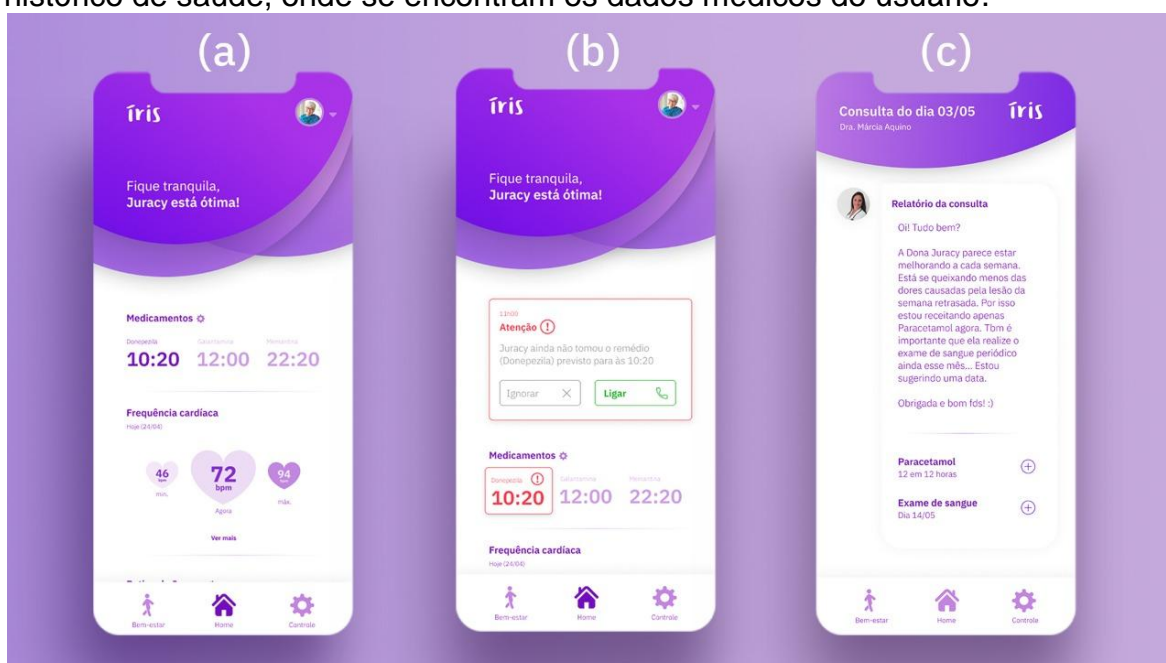 histórico de saúde, onde se encontram os dados médicos do usuário.
(a)
íris
Fique tranquila,
Juracy está ótima!
Medicamentos
Donepezila
10:20 12:00 22:20
Frequência cardíaca
Hoje (24/04)
46
bpm
min.
72
bpm
Agora
94
bpm
máx.
Ver mais
Bem-estar Home Controle
(b)
íris
Fique tranquila,
Juracy está ótima!
11h00
Atenção
Juracy ainda não tomou o remédio
(Donepezila) previsto para às 10:20
Ignorar
Ligar
Medicamentos
Donepezila
10:20 12:00 22:20
Frequência cardíaca
Hoje (24/04)
Bem-estar Home Controle
(c)
Consulta do dia 03/05
Dra. Márcia Aquino
íris
Relatório da consulta
Oi! Tudo bem?
A Dona Juracy parece estar
melhorando a cada semana.
Está se queixando menos das
dores causadas pela lesão da
semana retrasada. Por isso
estou receitando apenas
Paracetamol agora. Tbm é
importante que ela realize o
exame de sangue periódico
ainda esse mês... Estou
sugerindo uma data.
Obrigada e bom fds! :)
Paracetamol
12 em 12 horas
Exame de sangue
Dia 14/05
Bem-estar Home Controle